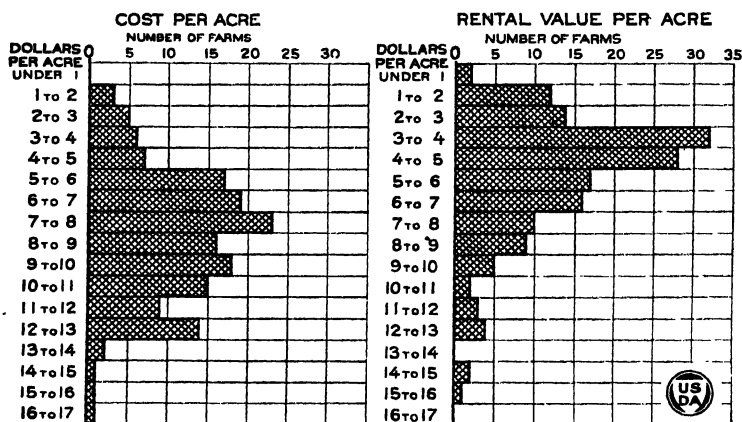 COST PER ACRE
NUMBER OF FARMS
DOLLARS PER ACRE
0 5 10 15 20 25 30
UNDER 1
1 TO 2
2 TO 3
3 TO 4
4 TO 5
5 TO 6
6 TO 7
7 TO 8
8 TO 9
9 TO 10
10 TO 11
11 TO 12
12 TO 13
13 TO 14
14 TO 15
15 TO 16
16 TO 17
RENTAL VALUE PER ACRE
NUMBER OF FARMS
DOLLARS PER ACRE
0 5 10 15 20 25 30 35
UNDER 1
1 TO 2
2 TO 3
3 TO 4
4 TO 5
5 TO 6
6 TO 7
7 TO 8
8 TO 9
9 TO 10
10 TO 11
11 TO 12
12 TO 13
13 TO 14
14 TO 15
15 TO 16
16 TO 17
US
DA